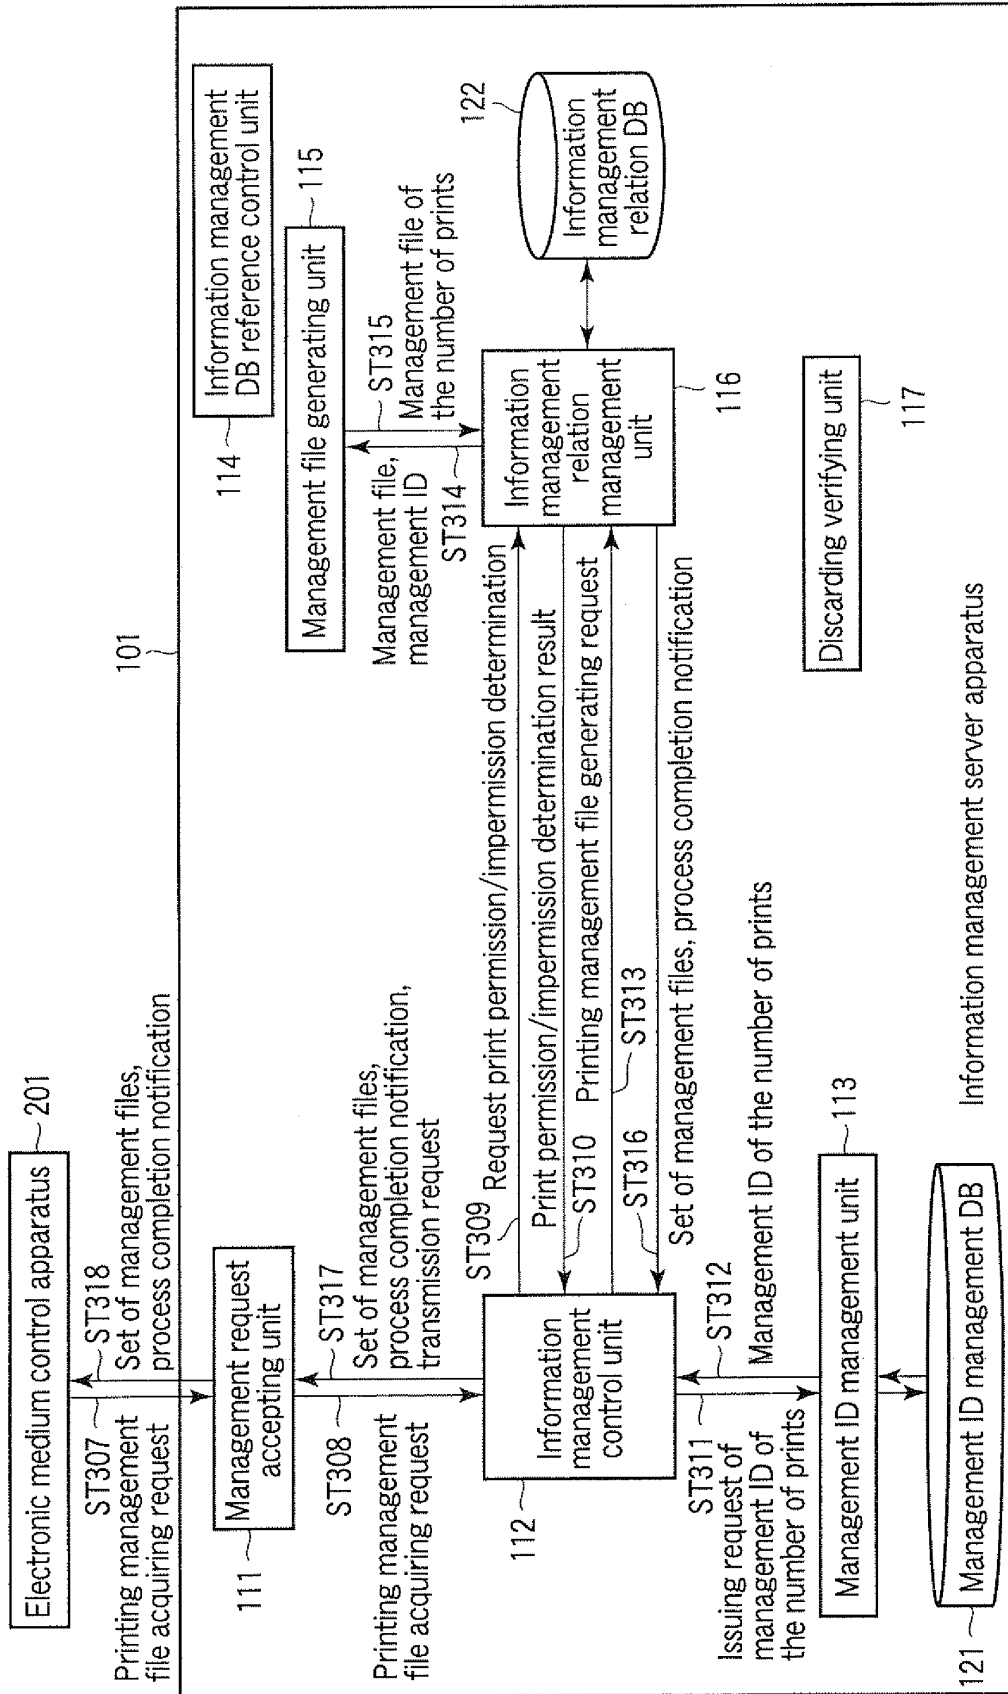 Electronic medium control apparatus
201
ST307
Printing management
file acquiring request
ST318
Set of management files,
process completion notification
101
111
Management request
accepting unit
ST308
Printing management
file acquiring request
ST317
Set of management files,
process completion notification,
transmission request
112
Information
management
control unit
ST309
Request print permission/impermission determination
Print permission/impermission determination result
ST310
Printing management file generating request
ST313
ST316
Set of management files, process completion notification
114
Information management
DB reference control unit
Management file generating unit
115
Management file,
management ID
ST314
ST315
Management file of
the number of prints
Information
management
relation
management
unit
116
122
Information
management
relation DB
ST311
Issuing request of
management ID of
the number of prints
ST312
Management ID of the number of prints
Management ID management unit
113
121
Management ID management DB
Discarding verifying unit
117
Information management server apparatus